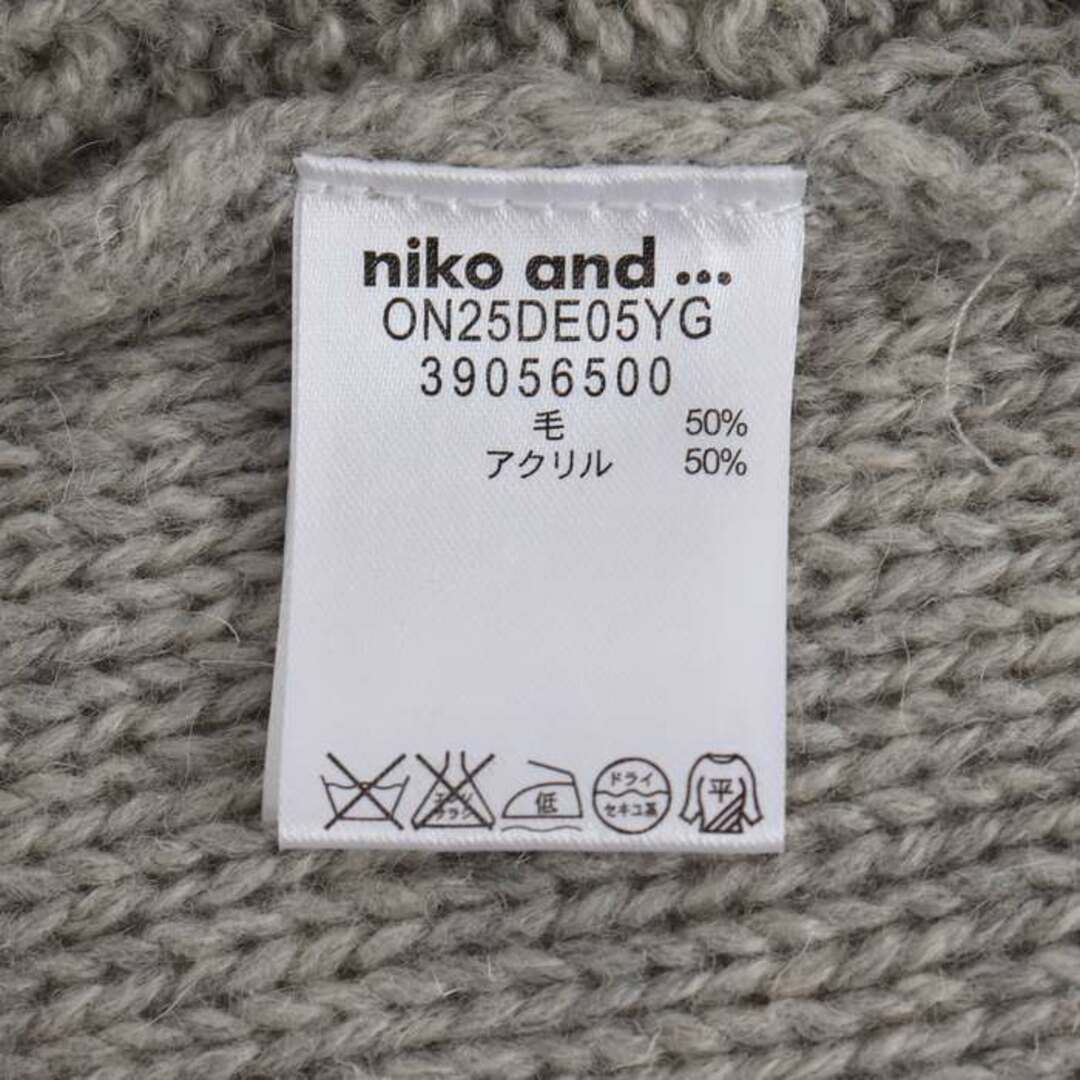 niko and ...
ON25DE05YG
39056500
毛 50%
アクリル 50%
低
ドライ
セキユ系
平